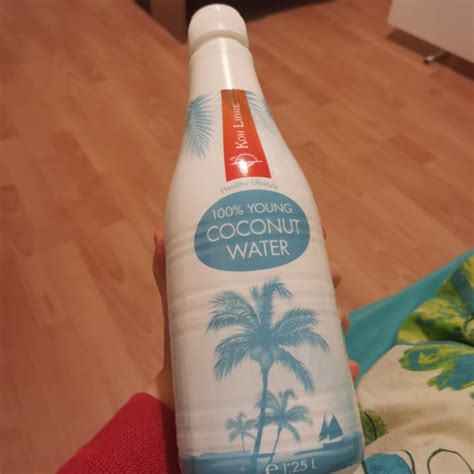 KOH LIBRE
Healthy Lifestyle
100% YOUNG
COCONUT
WATER
℮ 1,25 L